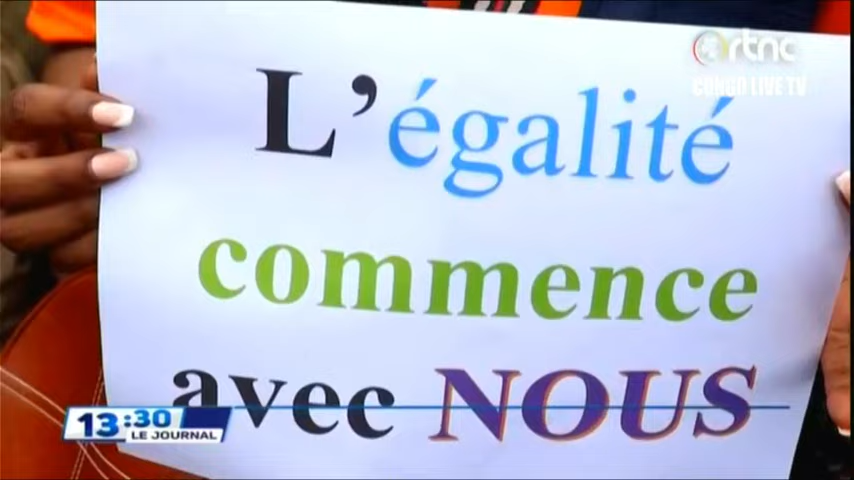 rtnc
CONGO LIVE TV
L'égalité
commence
avec NOUS
13:30
LE JOURNAL